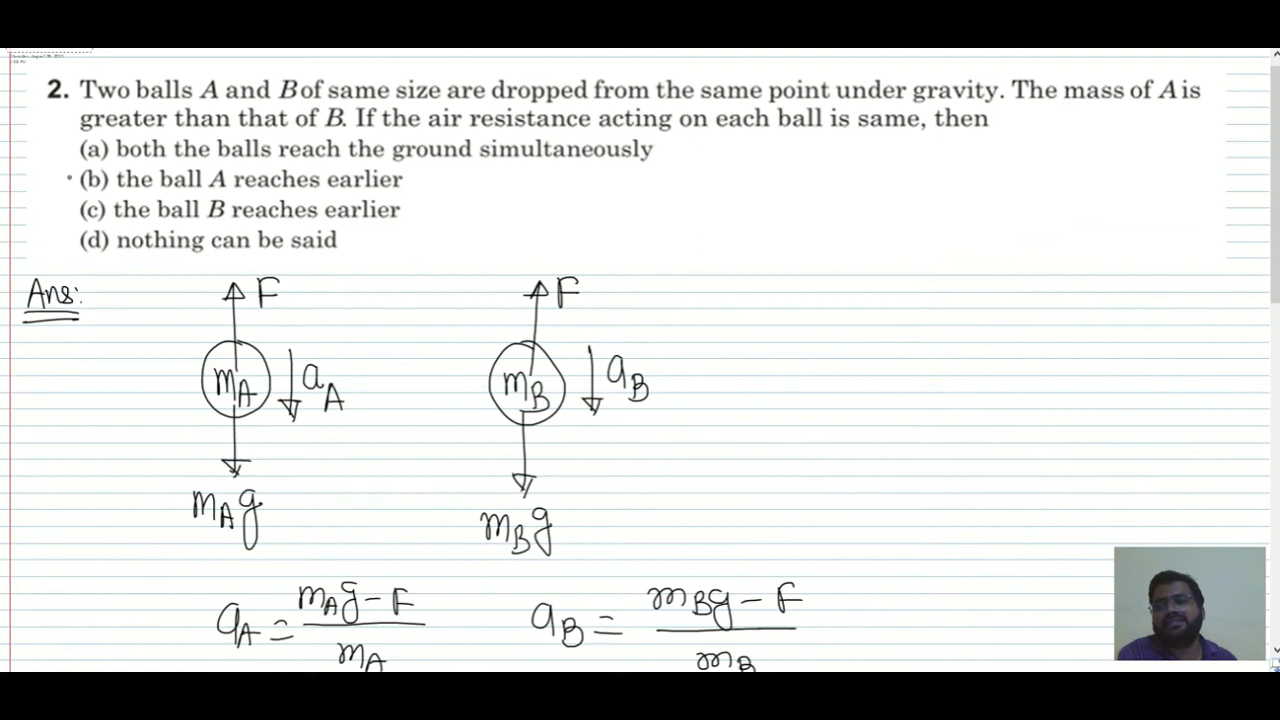 2. Two balls A and B of same size are dropped from the same point under gravity. The mass of A is
greater than that of B. If the air resistance acting on each ball is same, then
(a) both the balls reach the ground simultaneously
(b) the ball A reaches earlier
(c) the ball B reaches earlier
(d) nothing can be said
Ans:
F F
mA aA mB aB
mAg mBg
aA = mAg - F / mA aB = mBg - F / mB